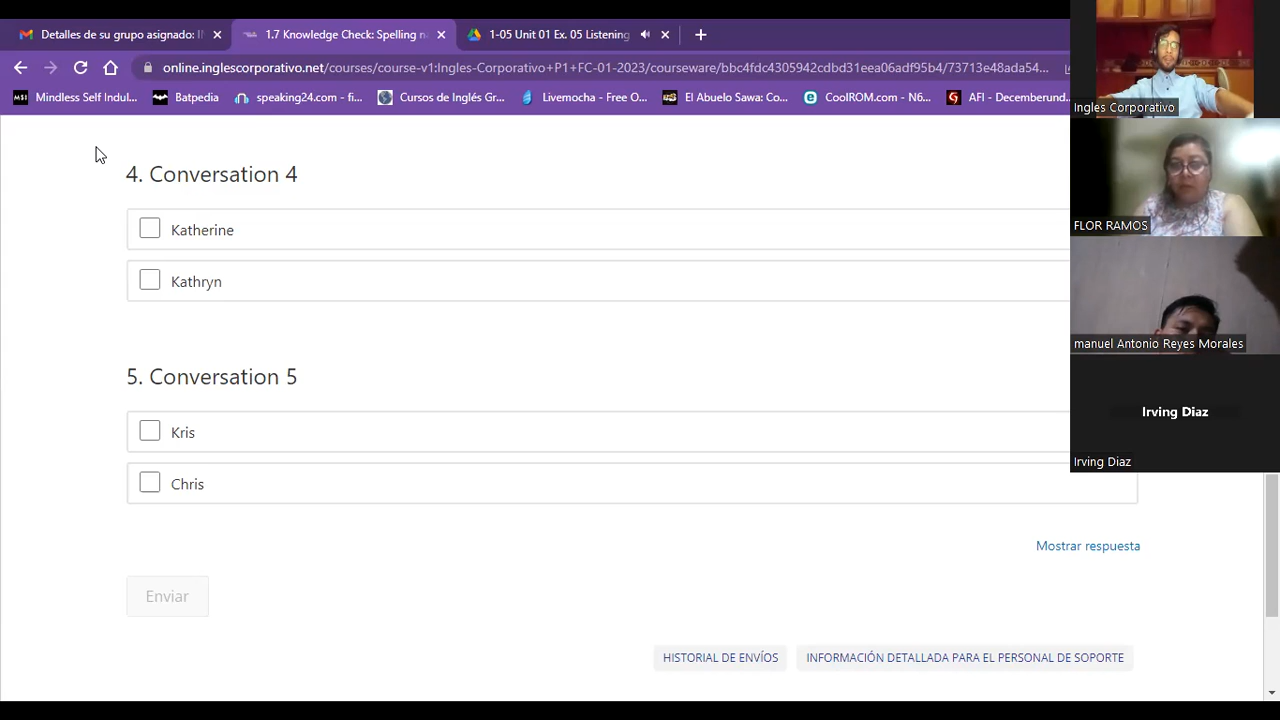 Detalles de su grupo asignado: II
1.7 Knowledge Check: Spelling n
1-05 Unit 01 Ex. 05 Listening
online.inglescorporativo.net/courses/course-v1:Ingles-Corporativo+P1+FC-01-2023/courseware/bbc4fdc4305942cdbd31eea06adf95b4/73713e48ada54...
MSI Mindless Self Indul... Batpedia speaking24.com - fi... Cursos de Inglés Gr... Livemocha - Free O... El Abuelo Sawa: Co... CoolROM.com - N6... AFI - Decemberund...
Ingles Corporativo
FLOR RAMOS
manuel Antonio Reyes Morales
Irving Diaz
Irving Diaz
4. Conversation 4
Katherine
Kathryn
5. Conversation 5
Kris
Chris
Mostrar respuesta
Enviar
HISTORIAL DE ENVÍOS
INFORMACIÓN DETALLADA PARA EL PERSONAL DE SOPORTE